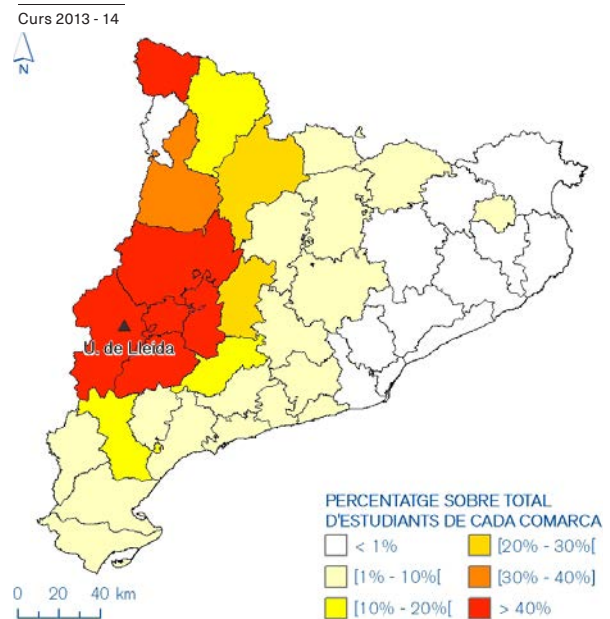 Curs 2013 - 14
N
U. de Lleida
PERCENTATGE SOBRE TOTAL
D'ESTUDIANTS DE CADA COMARCA
< 1%
[20% - 30%[
[1% - 10%[
[30% - 40%]
[10% - 20%[
> 40%
0 20 40 km